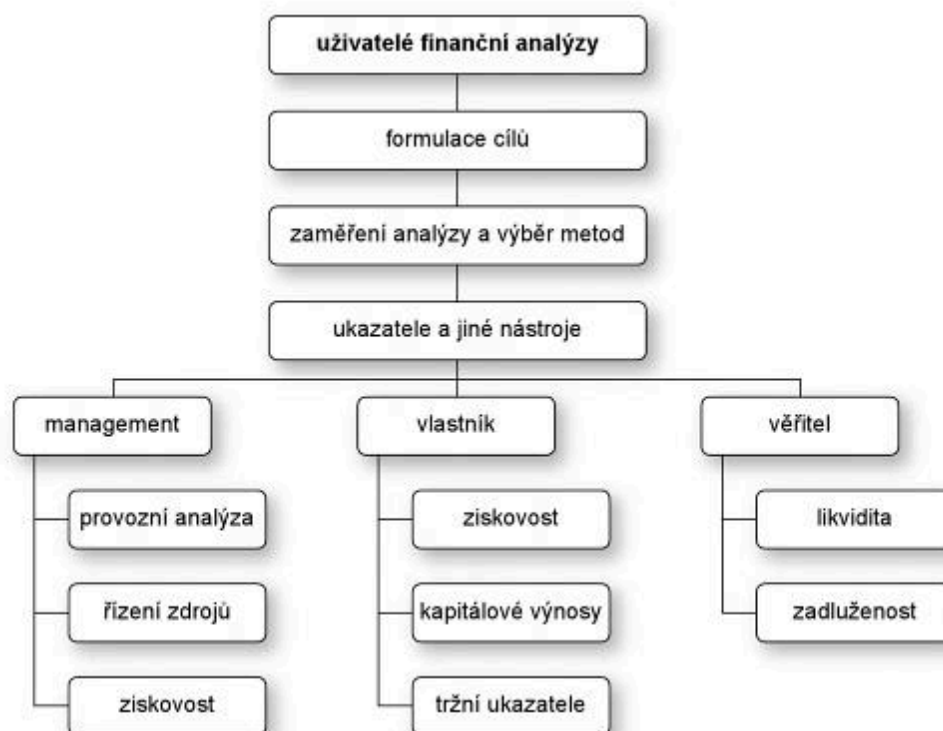 uživatelé finanční analýzy
formulace cílů
zaměření analýzy a výběr metod
ukazatele a jiné nástroje
management
vlastník
věřitel
provozní analýza
ziskovost
likvidita
řízení zdrojů
kapitálové výnosy
zadluženost
ziskovost
tržní ukazatele